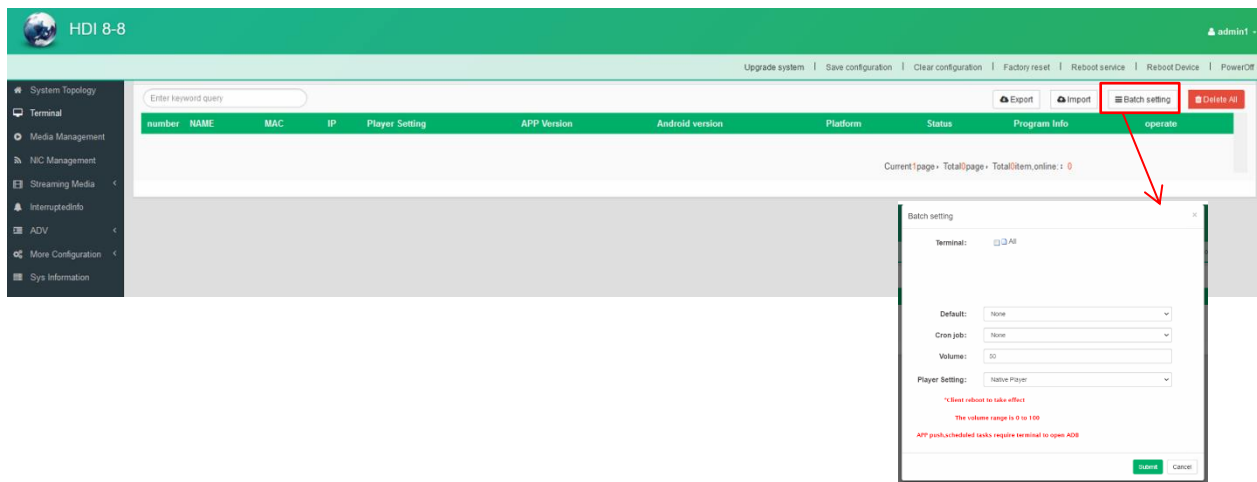 HDI 8-8
admin1
Upgrade system | Save configuration | Clear configuration | Factory reset | Reboot service | Reboot Device | PowerOff
System Topology
Terminal
Media Management
NIC Management
Streaming Media
InterruptedInfo
ADV
More Configuration
Sys Information
Enter keyword query
Export Import Batch setting Delete All
number NAME MAC IP Player Setting APP Version Android version Platform Status Program Info operate
Current1page, Total0page, Total0item,online:: 0
Batch setting ×
Terminal: All
Default: None
Cron job: None
Volume: 50
Player Setting: Native Player
*Client reboot to take effect
The volume range is 0 to 100
APP push,scheduled tasks require terminal to open ADB
Submit Cancel